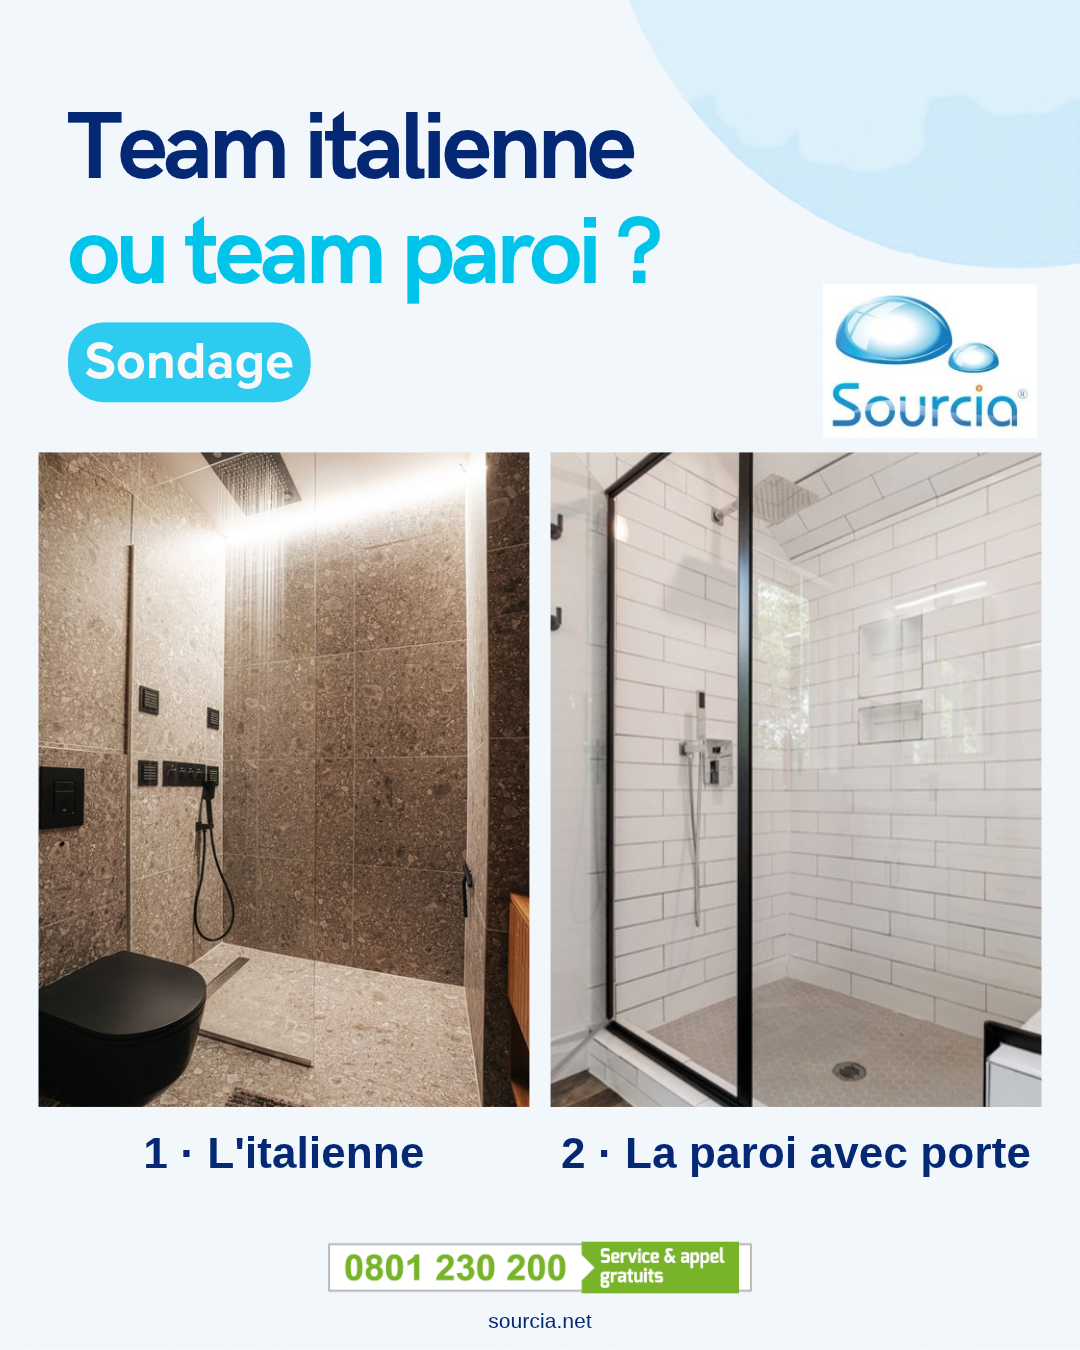 Team italienne
ou team paroi ?
Sondage
Sourcia®
1 · L'italienne
2 · La paroi avec porte
0801 230 200
Service & appel
gratuits
sourcia.net